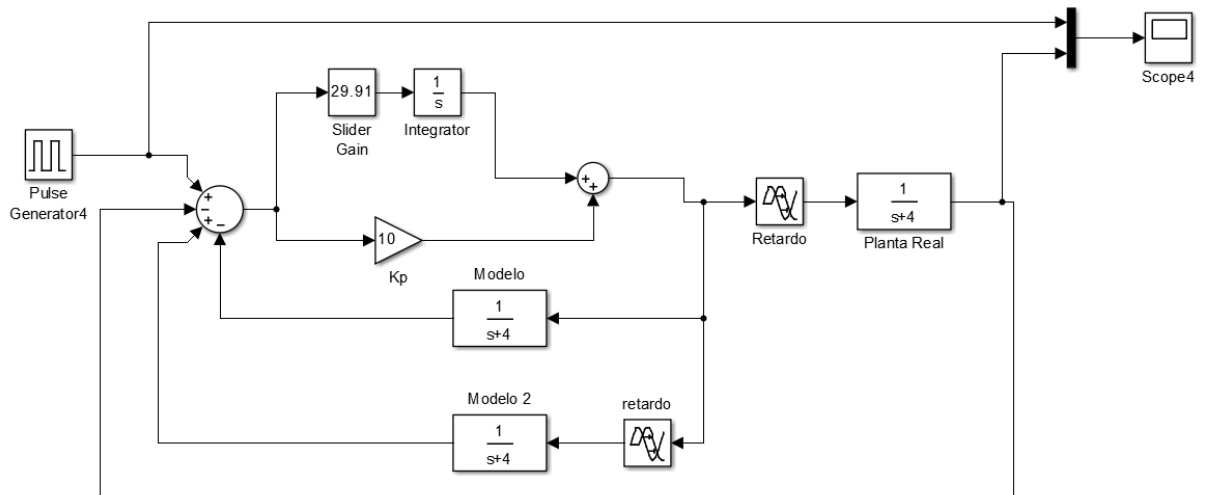 Scope4
29.91
Slider
Gain
1
s
Integrator
Pulse
Generator4
+
−
+
−
+
+
Retardo
1
s+4
Planta Real
10
Kp
Modelo
1
s+4
Modelo 2
1
s+4
retardo